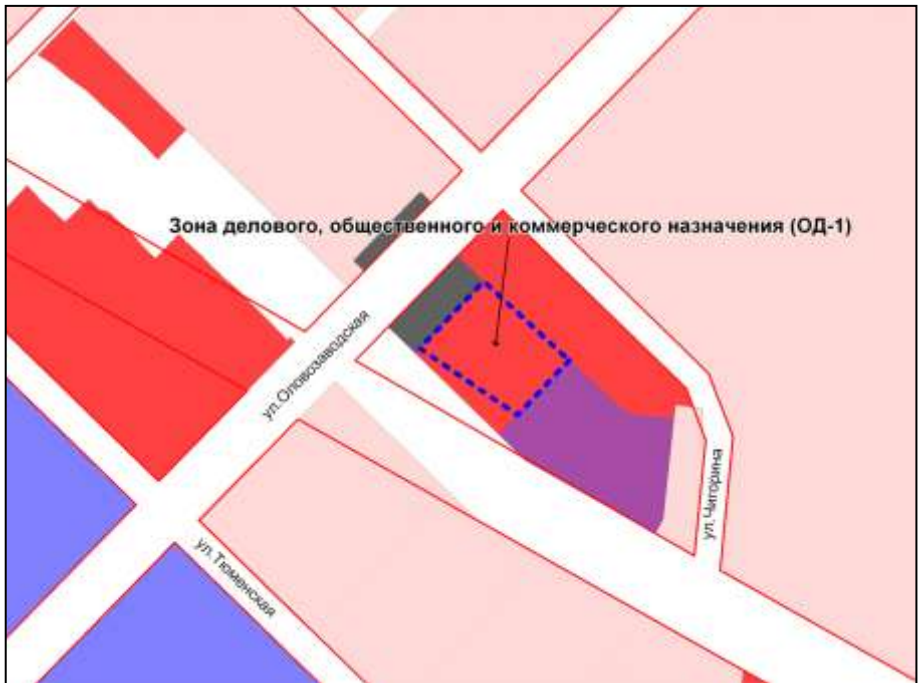 Зона делового, общественного и коммерческого назначения (ОД-1)
ул.Оловозаводская
ул.Чигорина
ул.Тюменская